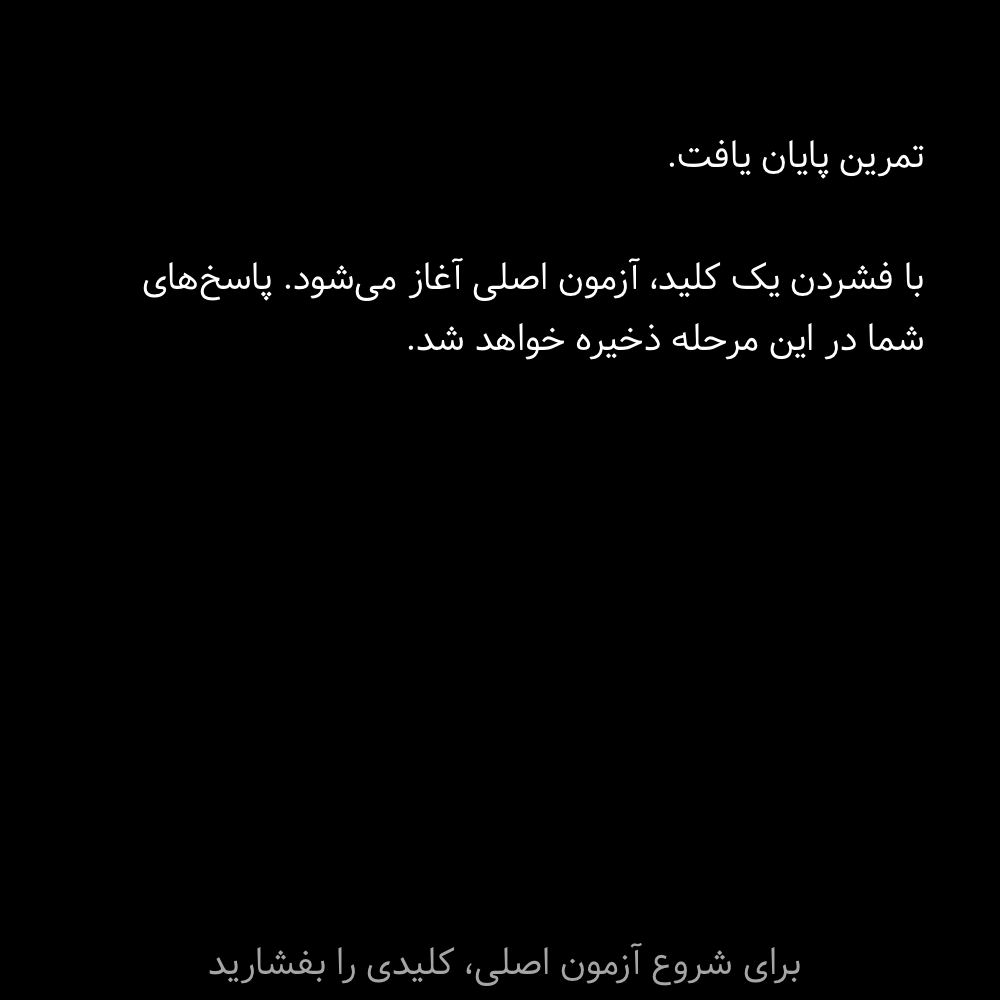 تمرین پایان یافت.
با فشردن یک کلید، آزمون اصلی آغاز می‌شود. پاسخ‌های
شما در این مرحله ذخیره خواهد شد.
برای شروع آزمون اصلی، کلیدی را بفشارید